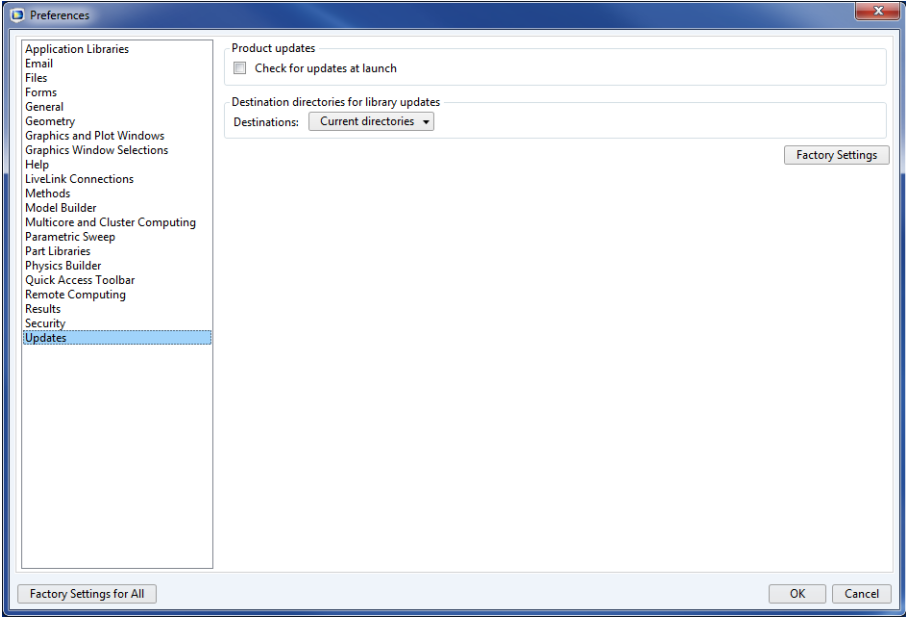 Preferences
Application Libraries
Email
Files
Forms
General
Geometry
Graphics and Plot Windows
Graphics Window Selections
Help
LiveLink Connections
Methods
Model Builder
Multicore and Cluster Computing
Parametric Sweep
Part Libraries
Physics Builder
Quick Access Toolbar
Remote Computing
Results
Security
Updates
Product updates
Check for updates at launch
Destination directories for library updates
Destinations: Current directories
Factory Settings
Factory Settings for All
OK Cancel